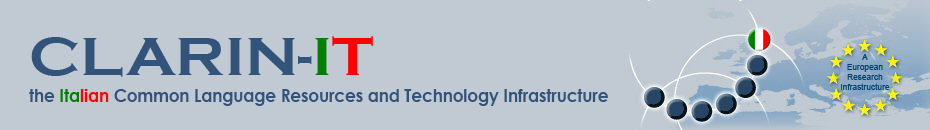 CLARIN-IT
the Italian Common Language Resources and Technology Infrastructure
A
European
Research
Infrastructure